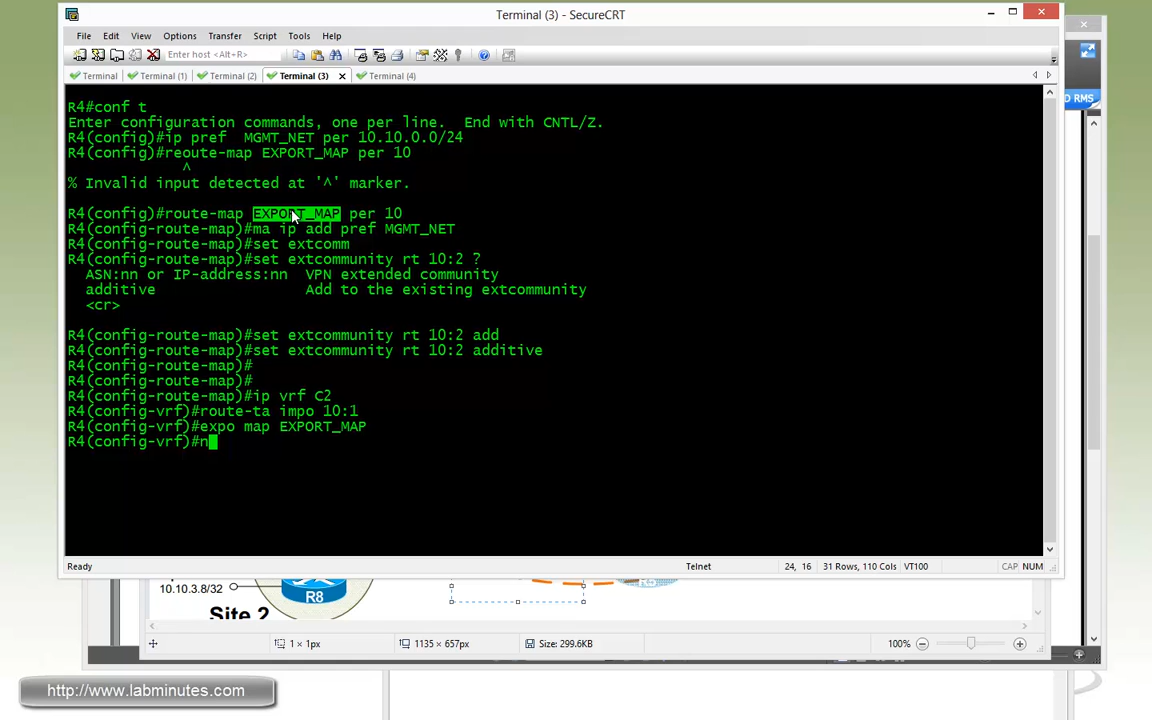 Terminal (3) - SecureCRT
File Edit View Options Transfer Script Tools Help
Enter host <Alt+R>
Terminal Terminal (1) Terminal (2) Terminal (3) Terminal (4)
D RMS
R4#conf t
Enter configuration commands, one per line.  End with CNTL/Z.
R4(config)#ip pref  MGMT_NET per 10.10.0.0/24
R4(config)#reoute-map EXPORT_MAP per 10
^
% Invalid input detected at '^' marker.
R4(config)#route-map EXPORT_MAP per 10
R4(config-route-map)#ma ip add pref MGMT_NET
R4(config-route-map)#set extcomm
R4(config-route-map)#set extcommunity rt 10:2 ?
ASN:nn or IP-address:nn  VPN extended community
additive                 Add to the existing extcommunity
<cr>
R4(config-route-map)#set extcommunity rt 10:2 add
R4(config-route-map)#set extcommunity rt 10:2 additive
R4(config-route-map)#
R4(config-route-map)#
R4(config-route-map)#ip vrf C2
R4(config-vrf)#route-ta impo 10:1
R4(config-vrf)#expo map EXPORT_MAP
R4(config-vrf)#n
Ready Telnet 24, 16 31 Rows, 110 Cols VT100 CAP NUM
10.10.3.8/32
R8
Site 2
1 × 1px 1135 × 657px Size: 299.6KB 100%
http://www.labminutes.com